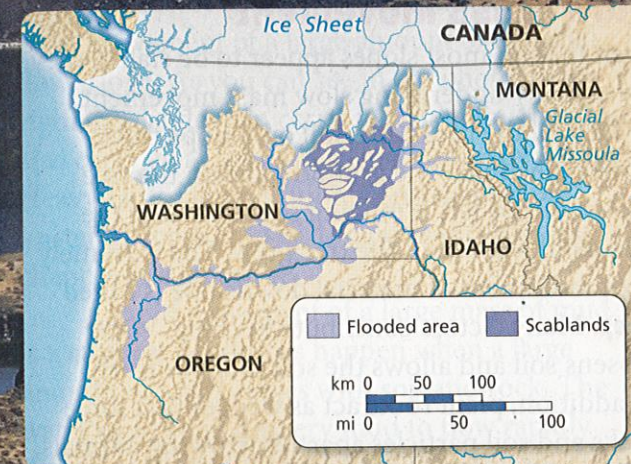 Ice Sheet
CANADA
MONTANA
Glacial
Lake
Missoula
WASHINGTON
IDAHO
OREGON
Flooded area
Scablands
km 0 50 100
mi 0 50 100